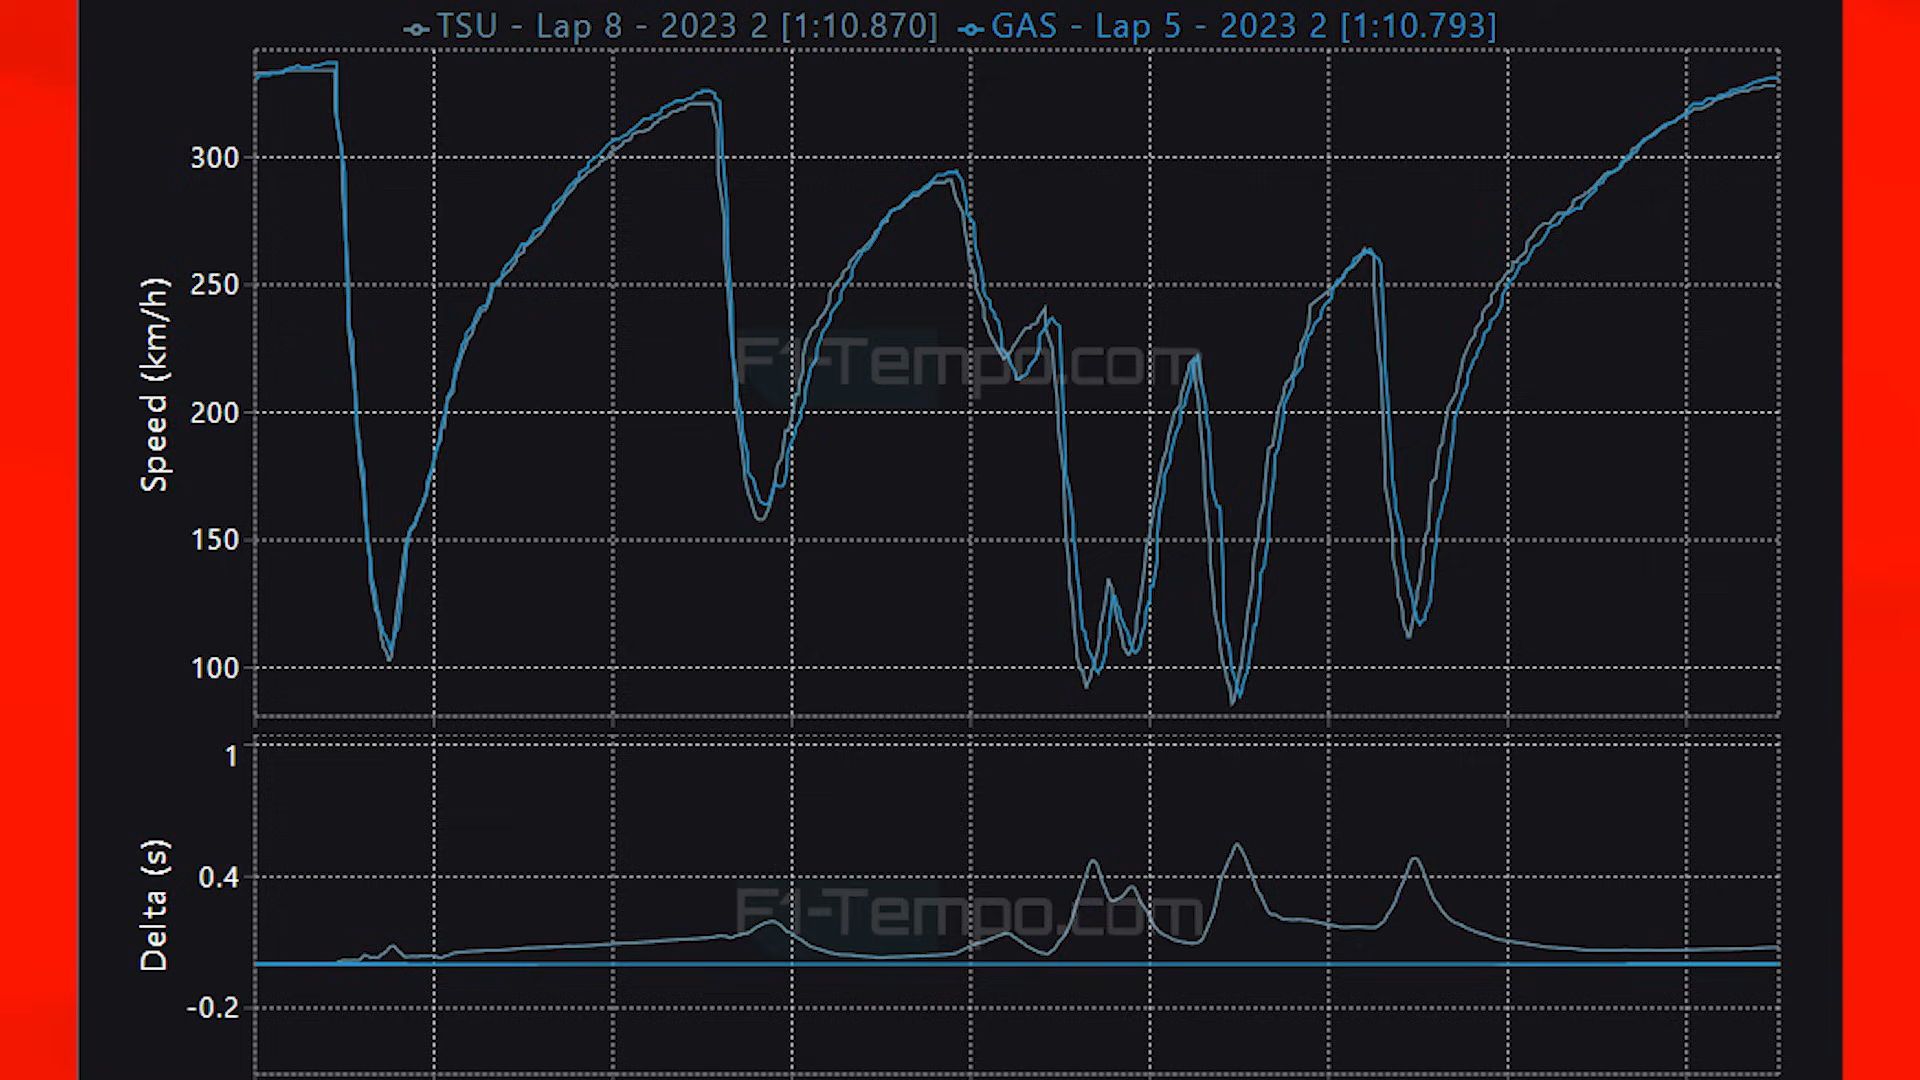 TSU - Lap 8 - 2023 2 [1:10.870] GAS - Lap 5 - 2023 2 [1:10.793]
300
250
200
150
100
Speed (km/h)
F1-Tempo.com
1
0.4
-0.2
Delta (s)
F1-Tempo.com